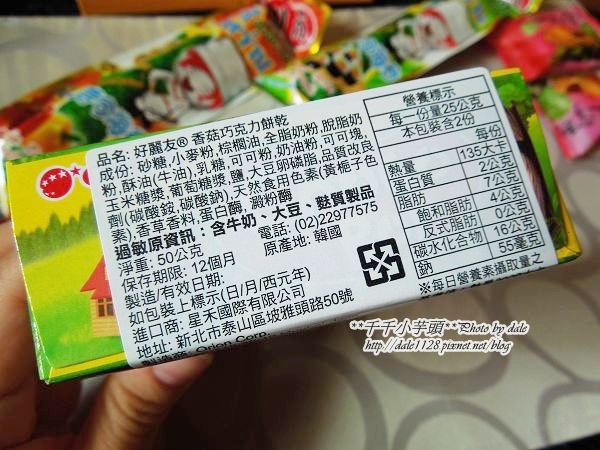 品名: 好麗友® 香菇巧克力餅乾
成份: 砂糖,小麥粉,棕櫚油,全脂奶粉,脫脂奶
粉,酥油(牛油),乳糖,可可粉,奶油粉,可可塊,
玉米糖漿,葡萄糖漿,鹽,大豆卵磷脂,品質改良
劑(碳酸銨,碳酸鈉),天然食用色素(黃梔子色
素),香草香料,蛋白酶,澱粉酶
過敏原資訊: 含牛奶、大豆、麩質製品
淨重: 50公克
電話: (02)22977575
保存期限: 12個月
原產地: 韓國
製造/有效日期:
如包裝上標示(日/月/西元年)
進口商: 星禾國際有限公司
地址: 新北市泰山區坡雅頭路50號
Orion Corp.
營養標示
每一份量25公克
本包裝含2份
每份
熱量 135大卡
蛋白質 2公克
脂肪 7公克
飽和脂肪 4公克
反式脂肪 0公克
碳水化合物 16公克
鈉 55毫克
※每日營養素攝取量之
**千千小芋頭**Photo by dale
http://dale1128.pixnet.net/blog